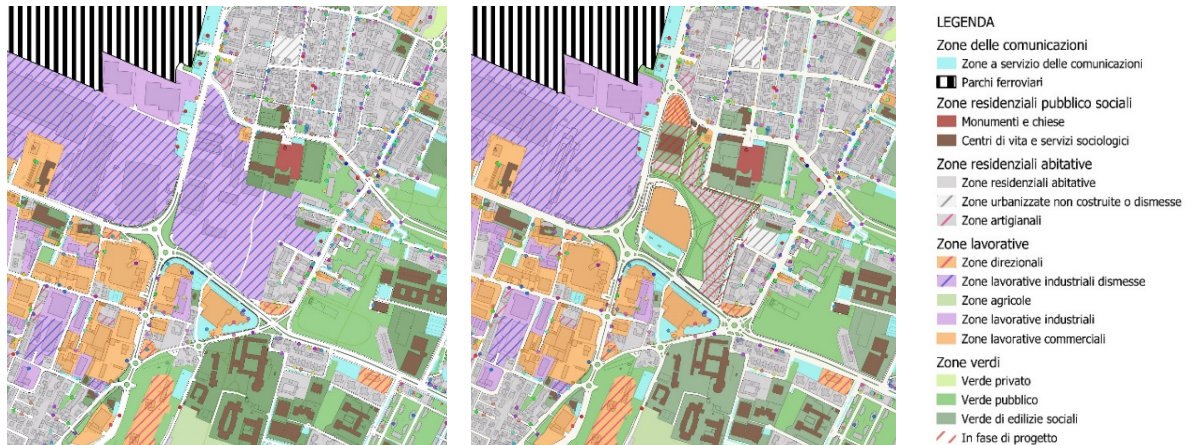 LEGENDA
Zone delle comunicazioni
Zone a servizio delle comunicazioni
Parchi ferroviari
Zone residenziali pubblico sociali
Monumenti e chiese
Centri di vita e servizi sociologici
Zone residenziali abitative
Zone residenziali abitative
Zone urbanizzate non costruite o dismesse
Zone artigianali
Zone lavorative
Zone direzionali
Zone lavorative industriali dismesse
Zone agricole
Zone lavorative industriali
Zone lavorative commerciali
Zone verdi
Verde privato
Verde pubblico
Verde di edilizie sociali
In fase di progetto